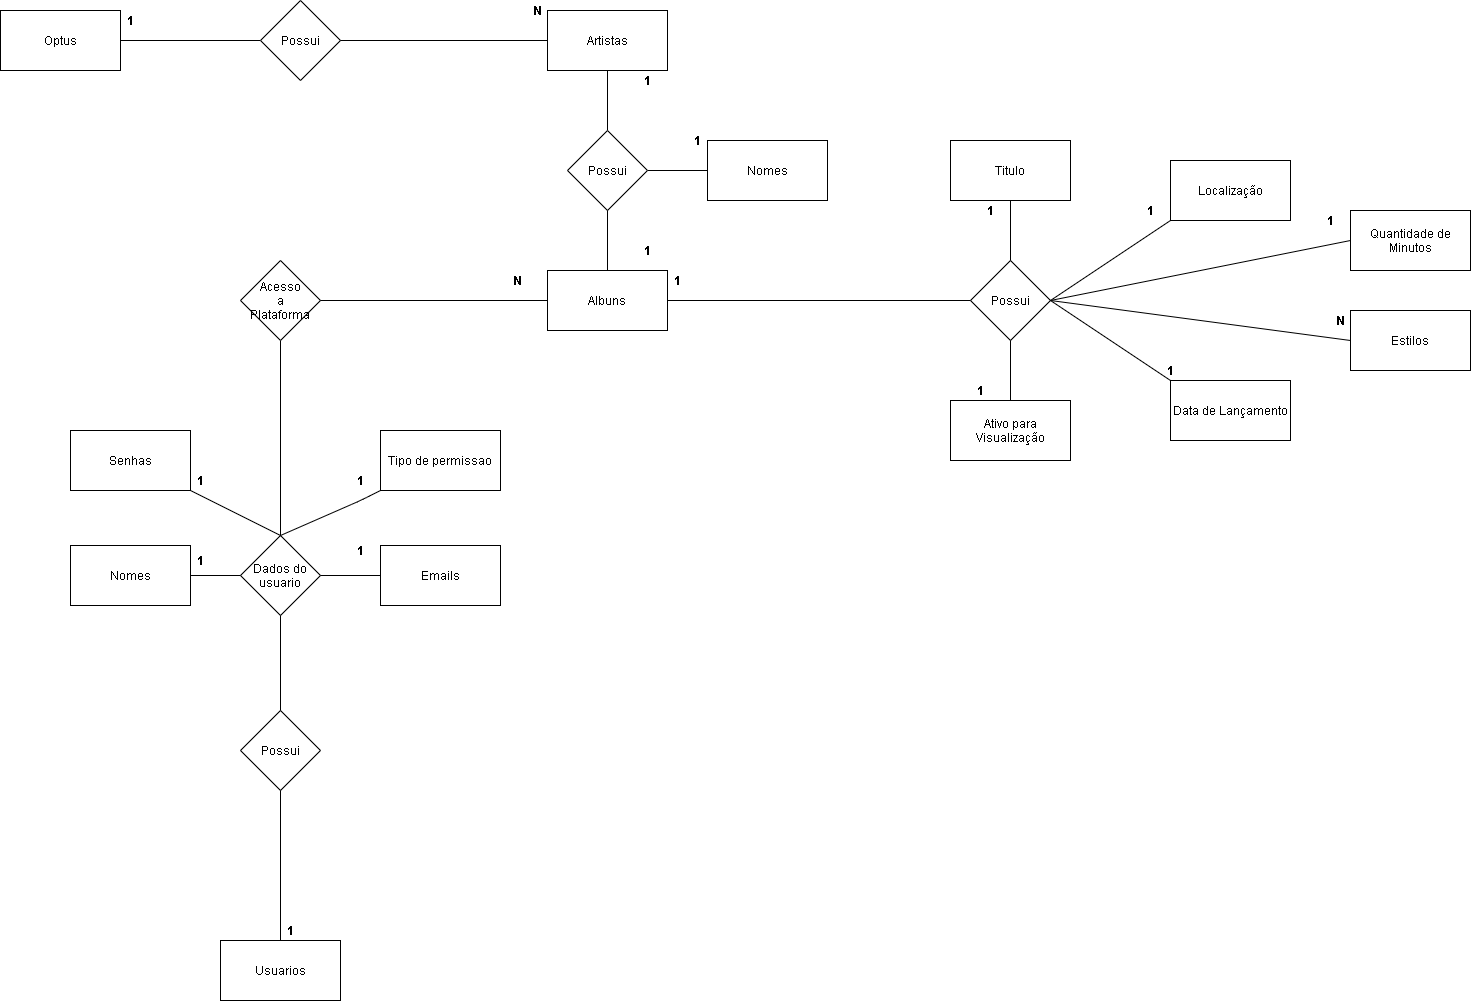 1
N
Optus
Possui
Artistas
1
1
Possui
Nomes
Titulo
Localização
1
1
1
Quantidade de
Minutos
1
N
1
Acesso
a
Plataforma
Albuns
Possui
N
Estilos
1
1
Data de Lançamento
Ativo para
Visualização
Senhas
Tipo de permissao
1
1
1
1
Nomes
Dados do
usuario
Emails
Possui
1
Usuarios